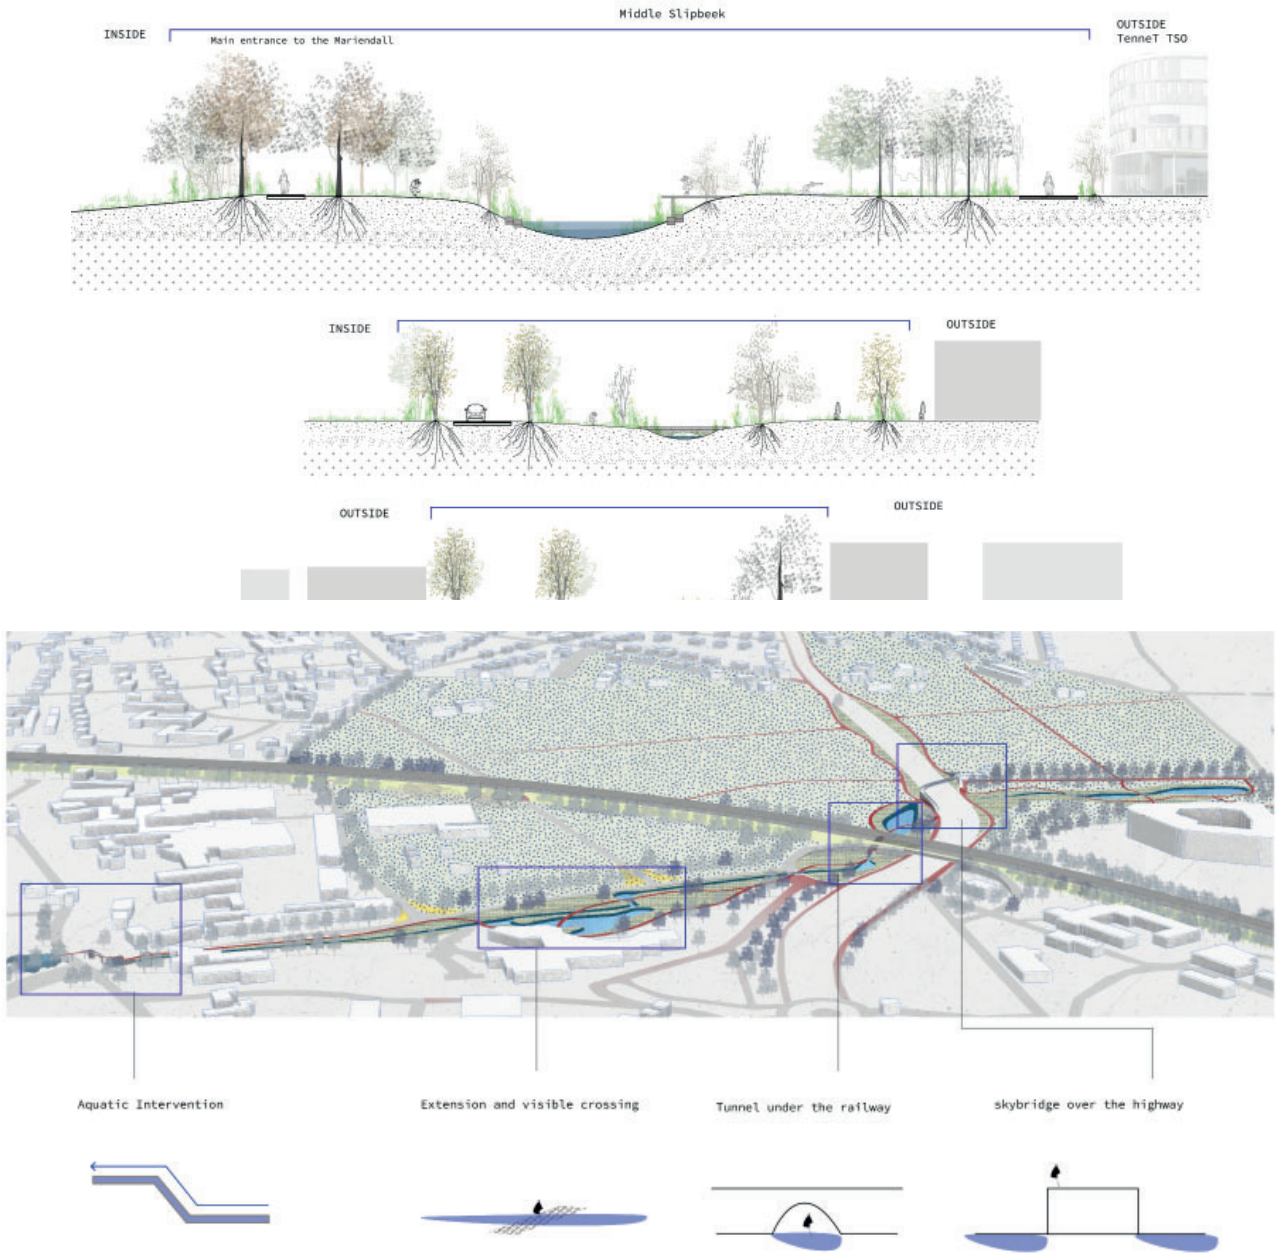 Middle Slipbeek
INSIDE
Main entrance to the Mariendall
OUTSIDE
TenneT TSO
INSIDE
OUTSIDE
OUTSIDE
OUTSIDE
Aquatic Intervention
Extension and visible crossing
Tunnel under the railway
skybridge over the highway